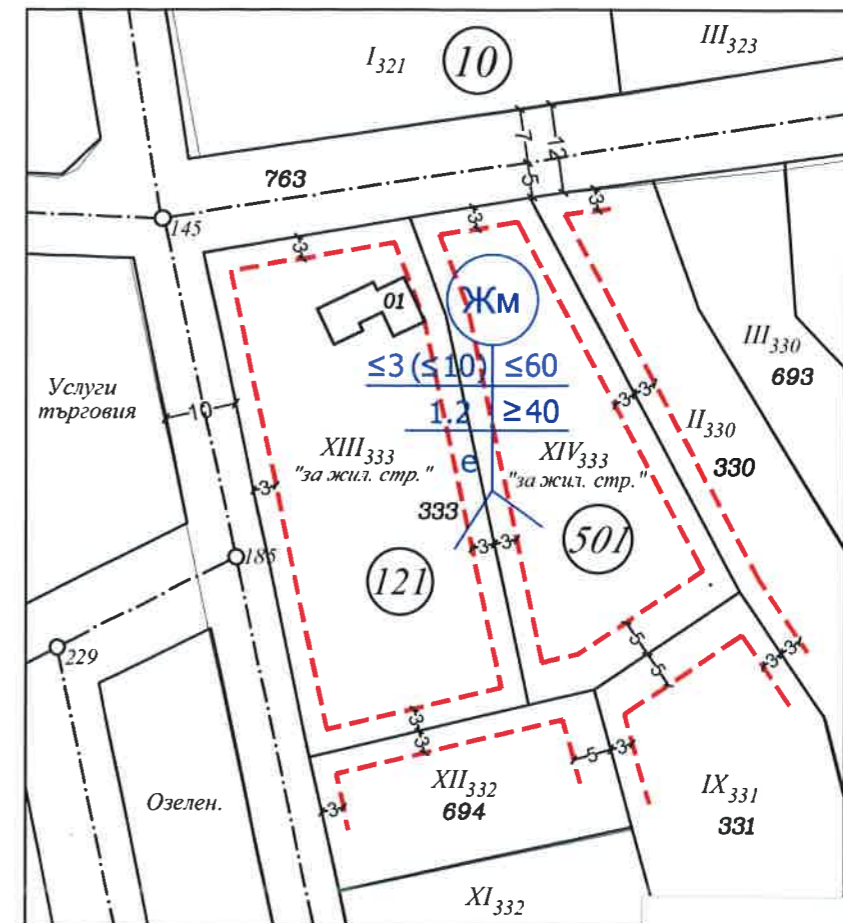 I321
10
III323
7
12
5
763
145
3
3
3
01
Жм
≤3 (≤10) ≤60
1.2 ≥40
е
Услуги
търговия
10
III330
693
3
3
II330
330
XIII333
"за жил. стр."
XIV333
"за жил. стр."
3
333
3
3
501
185
121
229
5
5
3
3
3
3
5
3
XII332
694
3
IX331
331
Озелен.
XI332